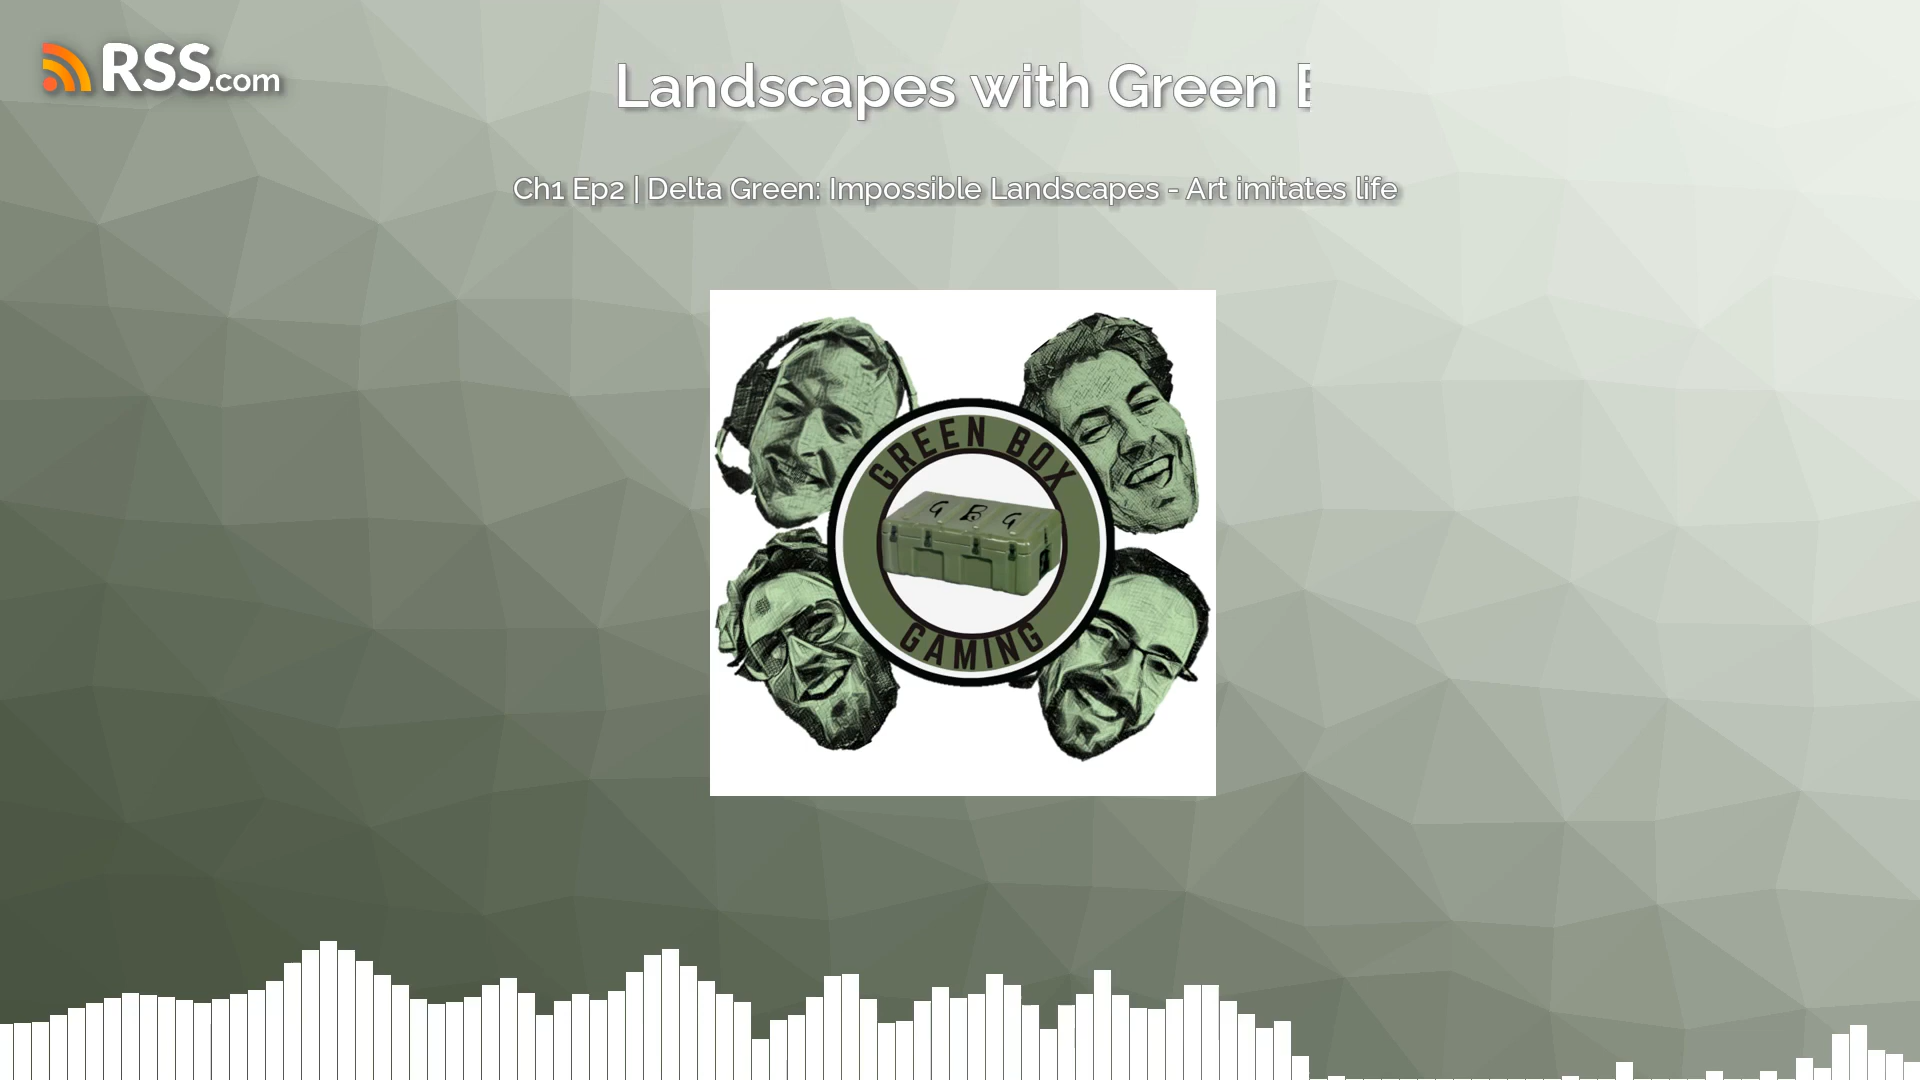 RSS.com
Landscapes with Green
Ch1 Ep2 | Delta Green: Impossible Landscapes - Art imitates life
GREEN BOX
G B G
GAMING